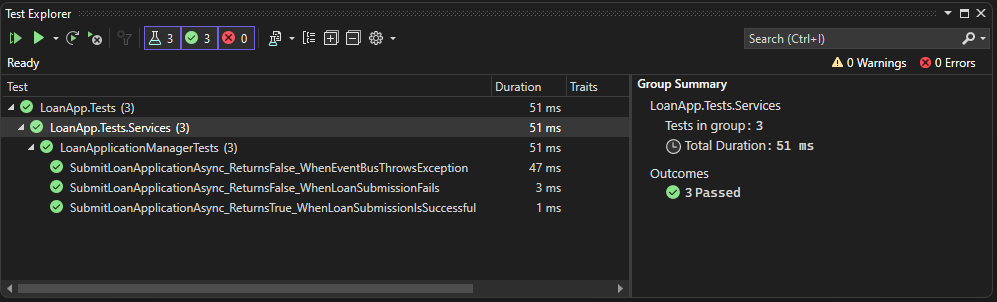 Test Explorer
3 3 0
Search (Ctrl+I)
Ready 0 Warnings 0 Errors
Test Duration Traits
LoanApp.Tests (3) 51 ms
LoanApp.Tests.Services (3) 51 ms
LoanApplicationManagerTests (3) 51 ms
SubmitLoanApplicationAsync_ReturnsFalse_WhenEventBusThrowsException 47 ms
SubmitLoanApplicationAsync_ReturnsFalse_WhenLoanSubmissionFails 3 ms
SubmitLoanApplicationAsync_ReturnsTrue_WhenLoanSubmissionIsSuccessful 1 ms
Group Summary
LoanApp.Tests.Services
Tests in group: 3
Total Duration: 51 ms
Outcomes
3 Passed